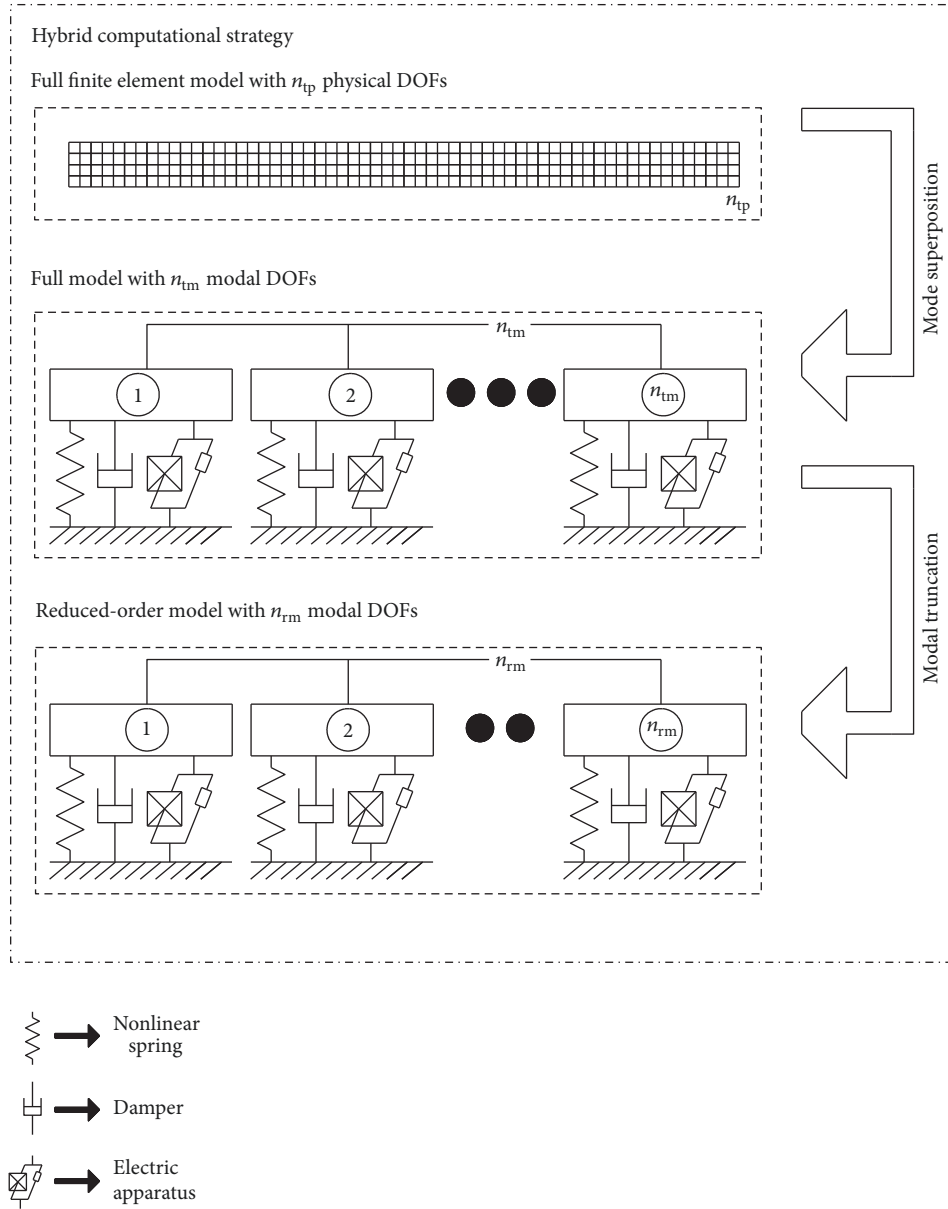 Hybrid computational strategy
Full finite element model with n_tp physical DOFs
n_tp
Mode superposition
Full model with n_tm modal DOFs
n_tm
1
2
n_tm
Modal truncation
Reduced-order model with n_rm modal DOFs
n_rm
1
2
n_rm
Nonlinear
spring
Damper
Electric
apparatus